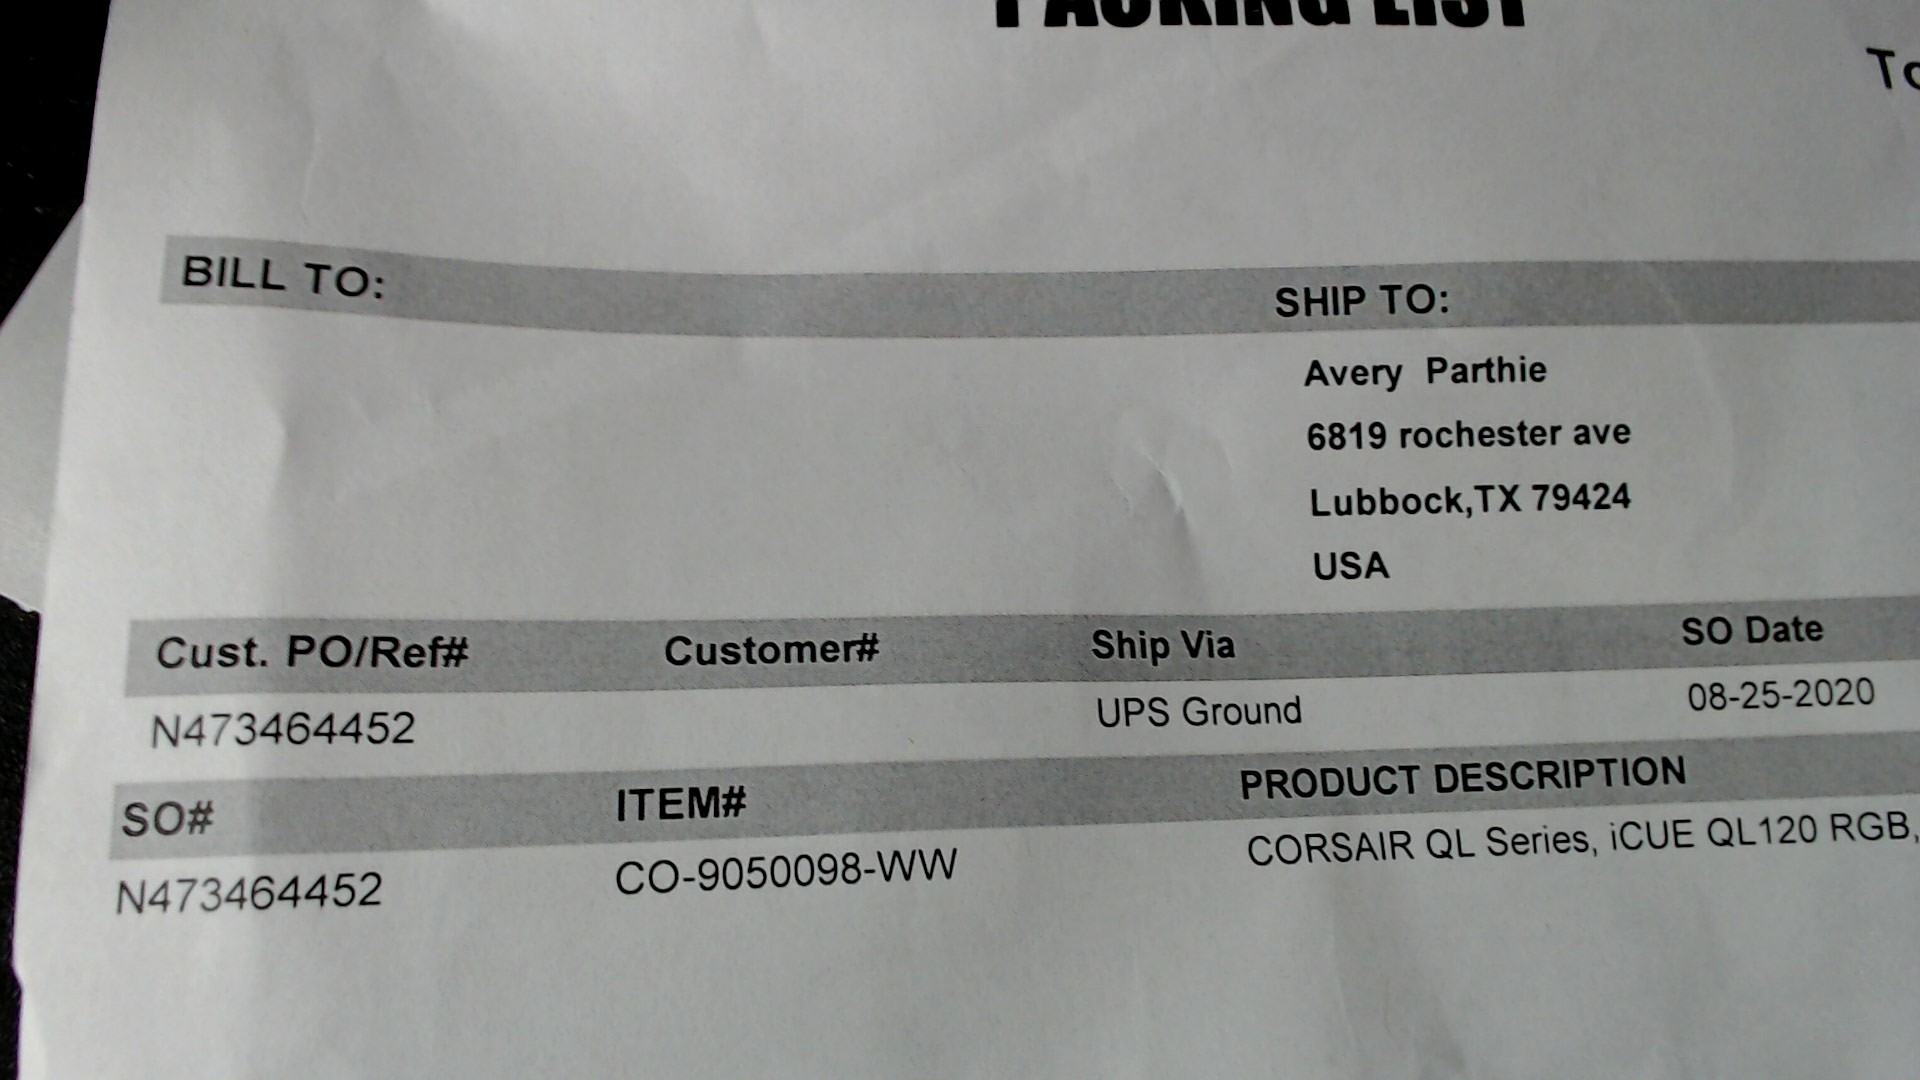 PACKING LIST
BILL TO:
SHIP TO:
Avery Parthie
6819 rochester ave
Lubbock,TX 79424
USA
Cust. PO/Ref# Customer# Ship Via SO Date
N473464452 UPS Ground 08-25-2020
SO# ITEM# PRODUCT DESCRIPTION
N473464452 CO-9050098-WW CORSAIR QL Series, iCUE QL120 RGB,